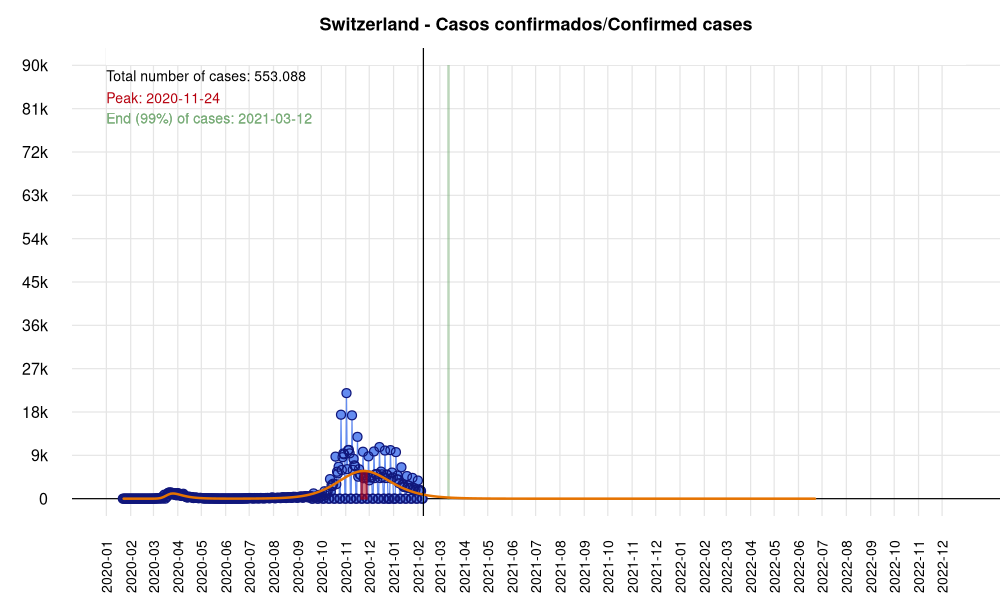 Switzerland - Casos confirmados/Confirmed cases
Total number of cases: 553.088
Peak: 2020-11-24
End (99%) of cases: 2021-03-12
90k
81k
72k
63k
54k
45k
36k
27k
18k
9k
0
2020-01
2020-02
2020-03
2020-04
2020-05
2020-06
2020-07
2020-08
2020-09
2020-10
2020-11
2020-12
2021-01
2021-02
2021-03
2021-04
2021-05
2021-06
2021-07
2021-08
2021-09
2021-10
2021-11
2021-12
2022-01
2022-02
2022-03
2022-04
2022-05
2022-06
2022-07
2022-08
2022-09
2022-10
2022-11
2022-12